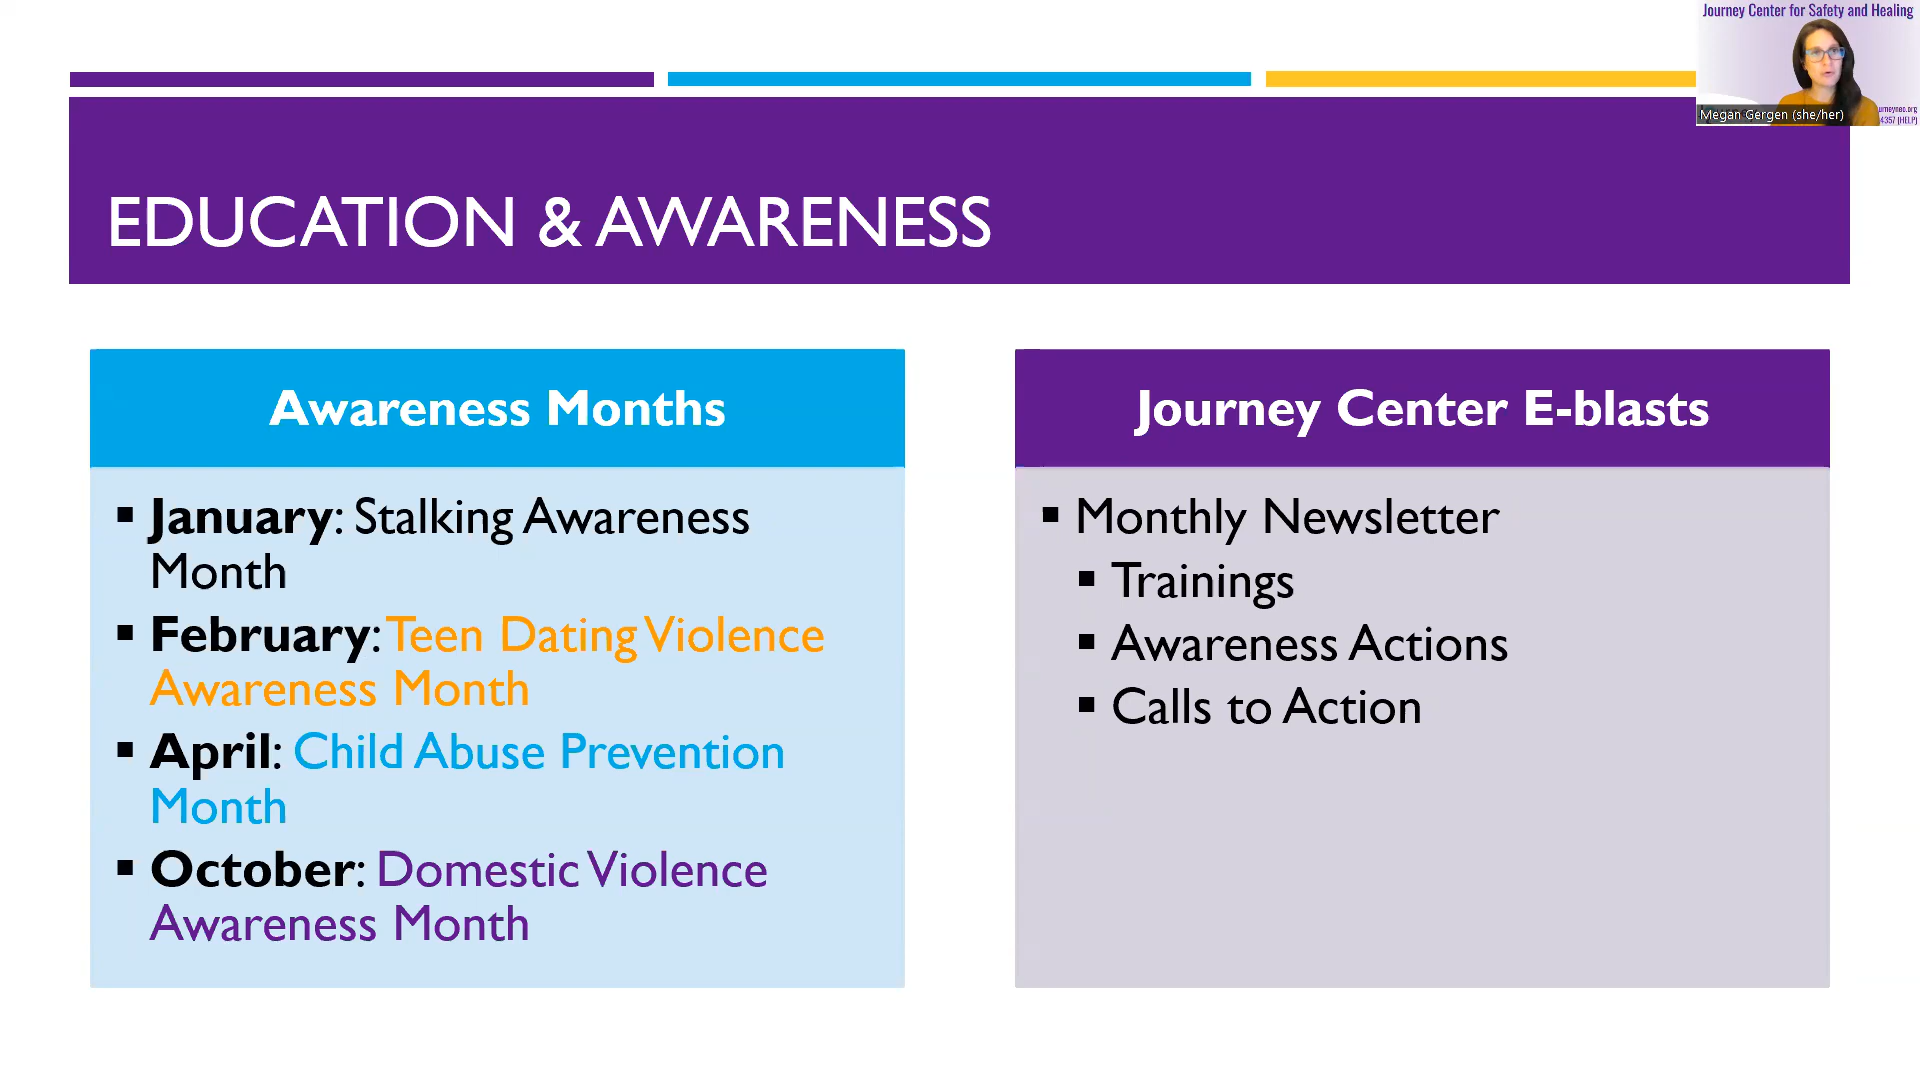 Journey Center for Safety and Healing
Megan Gergen (she/her)
4357 (HELP)
EDUCATION & AWARENESS
Awareness Months
▪ January: Stalking Awareness
Month
▪ February: Teen Dating Violence
Awareness Month
▪ April: Child Abuse Prevention
Month
▪ October: Domestic Violence
Awareness Month
Journey Center E-blasts
▪ Monthly Newsletter
▪ Trainings
▪ Awareness Actions
▪ Calls to Action